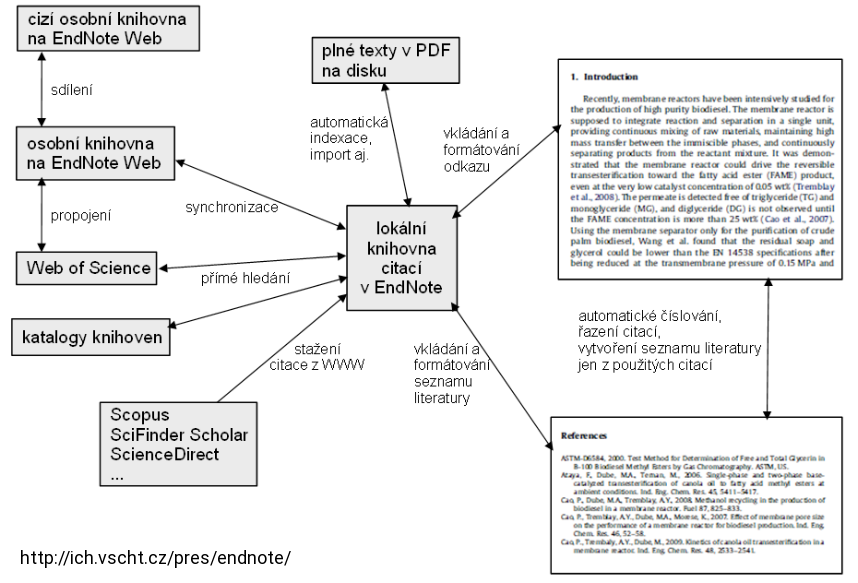 cizí osobní knihovna
na EndNote Web
sdílení
osobní knihovna
na EndNote Web
propojení
Web of Science
katalogy knihoven
Scopus
SciFinder Scholar
ScienceDirect
...
synchronizace
přímé hledání
stažení
citace z WWW
plné texty v PDF
na disku
automatická
indexace,
import aj.
lokální
knihovna
citací
v EndNote
vkládání a
formátování
odkazu
vkládání a
formátování
seznamu
literatury
1. Introduction
Recently, membrane reactors have been intensively studied for
the production of high purity biodiesel. The membrane reactor is
supposed to integrate reaction and separation in a single unit,
providing continuous mixing of raw materials, maintaining high
mass transfer between the immiscible phases, and continuously
separating products from the reactant mixture. It was demon-
strated that the membrane reactor could drive the reversible
transesterification toward the fatty acid ester (FAME) product,
even at the very low catalyst concentration of 0.05 wt% (Tremblay
et al., 2008). The permeate is detected free of triglyceride (TG) and
monoglyceride (MG), and diglyceride (DG) is not observed until
the FAME concentration is more than 25 wt% (Cao et al., 2007).
Using the membrane separator only for the purification of crude
palm biodiesel, Wang et al. found that the residual soap and
glycerol could be lower than the EN 14538 specifications after
being reduced at the transmembrane pressure of 0.15 MPa and
automatické číslování,
řazení citací,
vytvoření seznamu literatury
jen z použitých citací
References
ASTM-D6584, 2000. Test Method for Determination of Free and Total Glycerin in
B-100 Biodiesel Methyl Esters by Gas Chromatography. ASTM, US.
Ataya, F., Dube, M.A., Ternan, M., 2006. Single-phase and two-phase base-
catalyzed transesterification of canola oil to fatty acid methyl esters at
ambient conditions. Ind. Eng. Chem. Res. 45, 5411–5417.
Cao, P., Dube, M.A., Tremblay, A.Y., 2008. Methanol recycling in the production of
biodiesel in a membrane reactor. Fuel 87, 825–833.
Cao, P., Tremblay, A.Y., Dube, M.A., Morese, K., 2007. Effect of membrane pore size
on the performance of a membrane reactor for biodiesel production. Ind. Eng.
Chem. Res. 46, 52–58.
Cao, P., Trembaly, A.Y., Dube, M., 2009. Kinetics of canola oil transesterification in a
membrane reactor. Ind. Eng. Chem. Res. 48, 2533–2541.
http://ich.vscht.cz/pres/endnote/